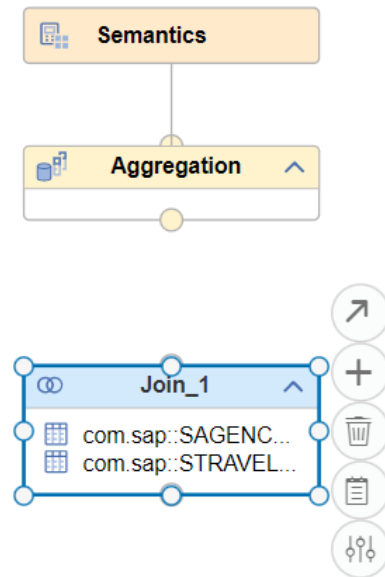 Semantics
Aggregation
Join_1
com.sap::SAGENC...
com.sap::STRAVEL...